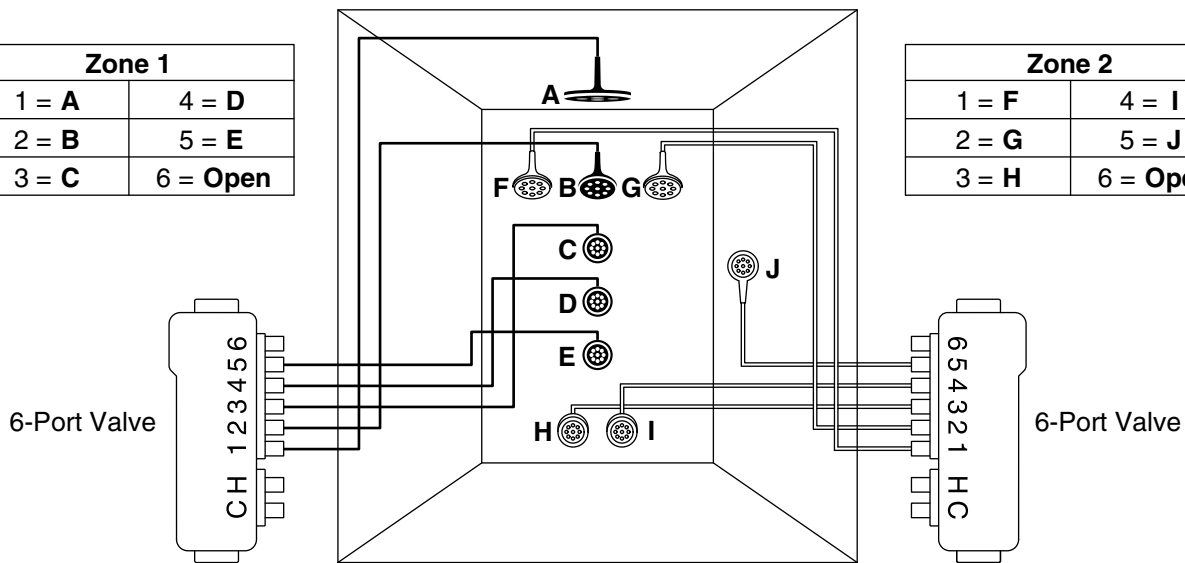 Zone 1
1 = A 4 = D
2 = B 5 = E
3 = C 6 = Open
Zone 2
1 = F 4 = I
2 = G 5 = J
3 = H 6 =
A
F B G
C
J
D
E
H I
6-Port Valve
6
5
4
3
2
1
H
C
6-Port Valve
6
5
4
3
2
1
H
C